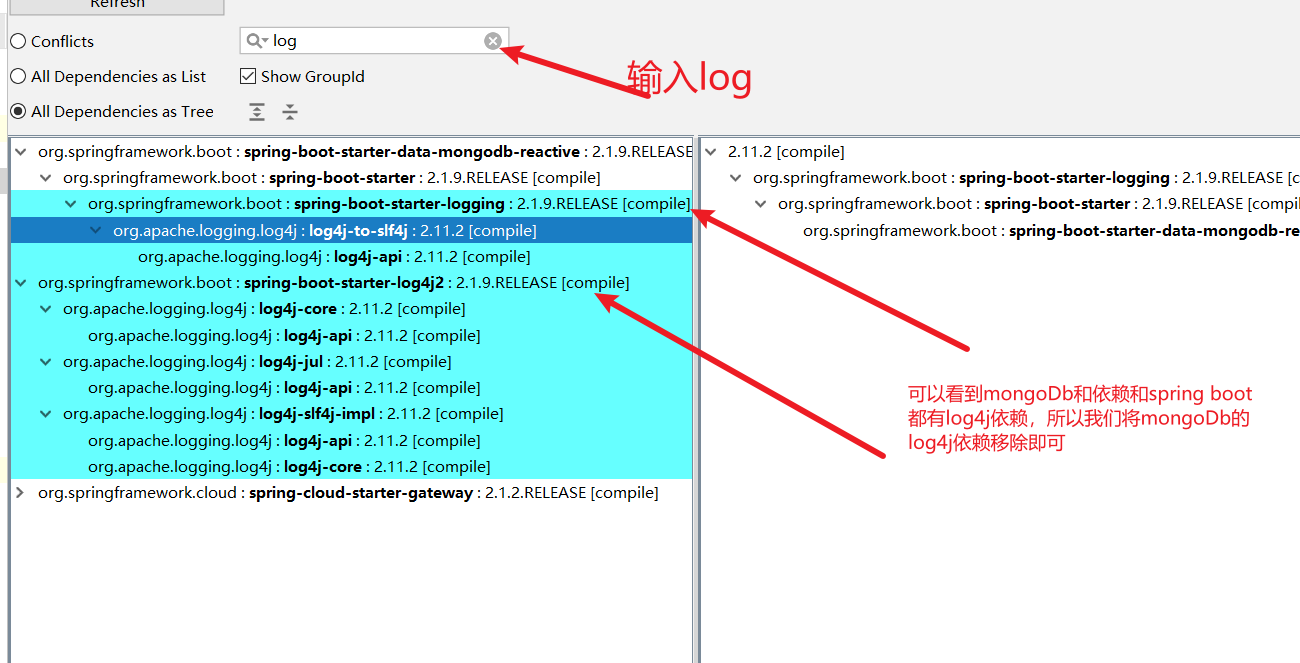 Refresh
Conflicts
log
All Dependencies as List
Show GroupId
All Dependencies as Tree
输入log
org.springframework.boot : spring-boot-starter-data-mongodb-reactive : 2.1.9.RELEASE
org.springframework.boot : spring-boot-starter : 2.1.9.RELEASE [compile]
org.springframework.boot : spring-boot-starter-logging : 2.1.9.RELEASE [compile]
org.apache.logging.log4j : log4j-to-slf4j : 2.11.2 [compile]
org.apache.logging.log4j : log4j-api : 2.11.2 [compile]
org.springframework.boot : spring-boot-starter-log4j2 : 2.1.9.RELEASE [compile]
org.apache.logging.log4j : log4j-core : 2.11.2 [compile]
org.apache.logging.log4j : log4j-api : 2.11.2 [compile]
org.apache.logging.log4j : log4j-jul : 2.11.2 [compile]
org.apache.logging.log4j : log4j-api : 2.11.2 [compile]
org.apache.logging.log4j : log4j-slf4j-impl : 2.11.2 [compile]
org.apache.logging.log4j : log4j-api : 2.11.2 [compile]
org.apache.logging.log4j : log4j-core : 2.11.2 [compile]
org.springframework.cloud : spring-cloud-starter-gateway : 2.1.2.RELEASE [compile]
2.11.2 [compile]
org.springframework.boot : spring-boot-starter-logging : 2.1.9.RELEASE [c
org.springframework.boot : spring-boot-starter : 2.1.9.RELEASE [compil
org.springframework.boot : spring-boot-starter-data-mongodb-re
可以看到mongoDb和依赖和spring boot
都有log4j依赖，所以我们将mongoDb的
log4j依赖移除即可